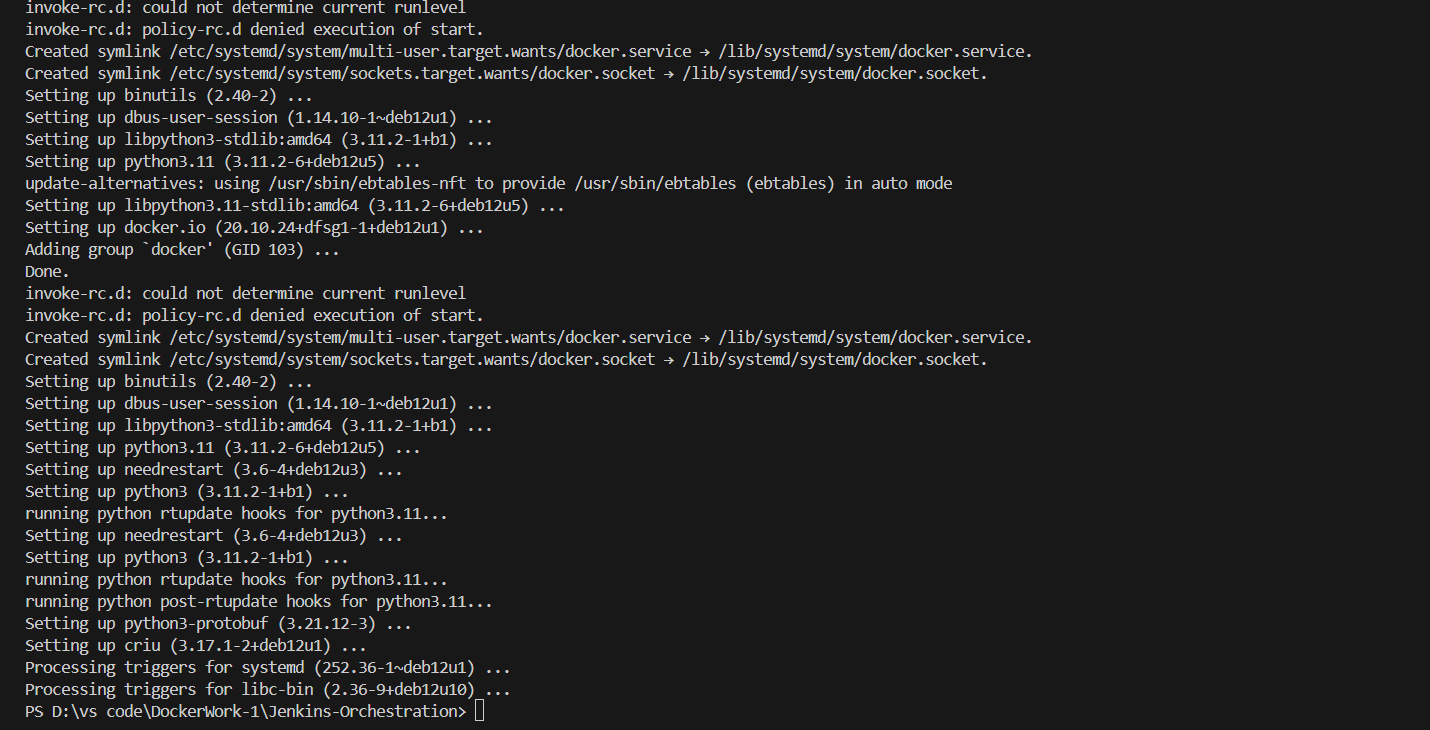 invoke-rc.d: could not determine current runlevel
invoke-rc.d: policy-rc.d denied execution of start.
Created symlink /etc/systemd/system/multi-user.target.wants/docker.service → /lib/systemd/system/docker.service.
Created symlink /etc/systemd/system/sockets.target.wants/docker.socket → /lib/systemd/system/docker.socket.
Setting up binutils (2.40-2) ...
Setting up dbus-user-session (1.14.10-1~deb12u1) ...
Setting up libpython3-stdlib:amd64 (3.11.2-1+b1) ...
Setting up python3.11 (3.11.2-6+deb12u5) ...
update-alternatives: using /usr/sbin/ebtables-nft to provide /usr/sbin/ebtables (ebtables) in auto mode
Setting up libpython3.11-stdlib:amd64 (3.11.2-6+deb12u5) ...
Setting up docker.io (20.10.24+dfsg1-1+deb12u1) ...
Adding group `docker' (GID 103) ...
Done.
invoke-rc.d: could not determine current runlevel
invoke-rc.d: policy-rc.d denied execution of start.
Created symlink /etc/systemd/system/multi-user.target.wants/docker.service → /lib/systemd/system/docker.service.
Created symlink /etc/systemd/system/sockets.target.wants/docker.socket → /lib/systemd/system/docker.socket.
Setting up binutils (2.40-2) ...
Setting up dbus-user-session (1.14.10-1~deb12u1) ...
Setting up libpython3-stdlib:amd64 (3.11.2-1+b1) ...
Setting up python3.11 (3.11.2-6+deb12u5) ...
Setting up needrestart (3.6-4+deb12u3) ...
Setting up python3 (3.11.2-1+b1) ...
running python rtupdate hooks for python3.11...
Setting up needrestart (3.6-4+deb12u3) ...
Setting up python3 (3.11.2-1+b1) ...
running python rtupdate hooks for python3.11...
running python post-rtupdate hooks for python3.11...
Setting up python3-protobuf (3.21.12-3) ...
Setting up criu (3.17.1-2+deb12u1) ...
Processing triggers for systemd (252.36-1~deb12u1) ...
Processing triggers for libc-bin (2.36-9+deb12u10) ...
PS D:\vs code\DockerWork-1\Jenkins-Orchestration>